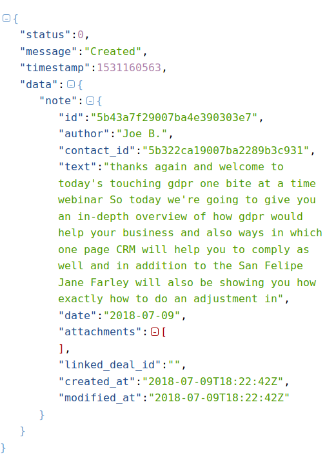 {
"status":0,
"message":"Created",
"timestamp":1531160563,
"data":{
"note":{
"id":"5b43a7f29007ba4e390303e7",
"author":"Joe B.",
"contact_id":"5b322ca19007ba2289b3c931",
"text":"thanks again and welcome to
today's touching gdpr one bite at a time
webinar So today we're going to give you
an in-depth overview of how gdpr would
help your business and also ways in which
one page CRM will help you to comply as
well and in addition to the San Felipe
Jane Farley will also be showing you how
exactly how to do an adjustment in",
"date":"2018-07-09",
"attachments":[
],
"linked_deal_id":"",
"created_at":"2018-07-09T18:22:42Z",
"modified_at":"2018-07-09T18:22:42Z"
}
}
}